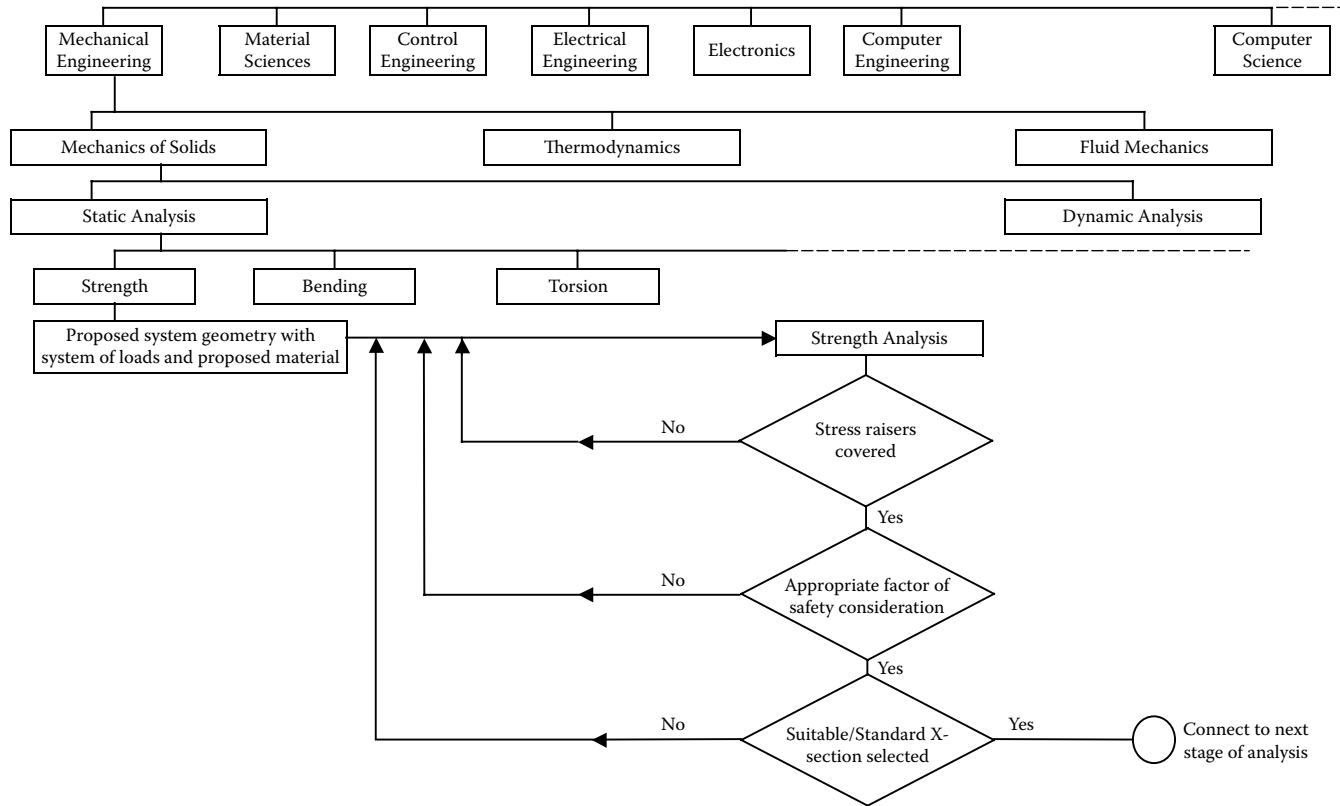 Mechanical
Engineering
Material
Sciences
Control
Engineering
Electrical
Engineering
Electronics
Computer
Engineering
Computer
Science
Mechanics of Solids
Thermodynamics
Fluid Mechanics
Static Analysis
Dynamic Analysis
Strength
Bending
Torsion
Proposed system geometry with
system of loads and proposed material
Strength Analysis
No
Stress raisers
covered
Yes
No
Appropriate factor of
safety consideration
Yes
No
Suitable/Standard X-
section selected
Yes
Connect to next
stage of analysis